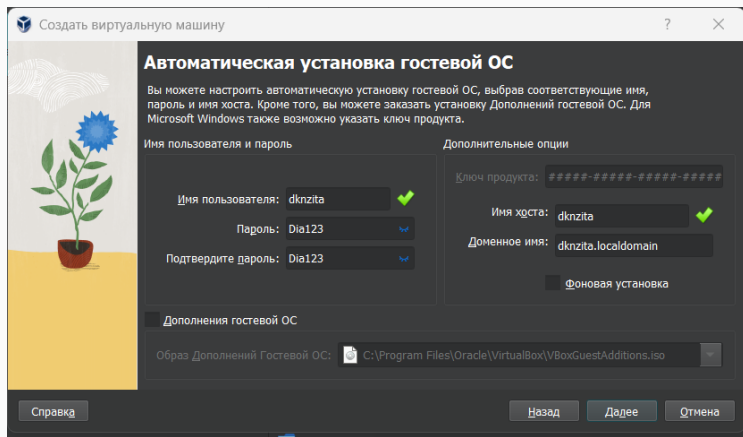 Создать виртуальную машину
?
Автоматическая установка гостевой ОС
Вы можете настроить автоматическую установку гостевой ОС, выбрав соответствующие имя,
пароль и имя хоста. Кроме того, вы можете заказать установку Дополнений гостевой ОС. Для
Microsoft Windows также возможно указать ключ продукта.
Имя пользователя и пароль
Имя пользователя: dknzita
Пароль: Dia123
Подтвердите пароль: Dia123
Дополнительные опции
Ключ продукта: #####-#####-#####-#####
Имя хоста: dknzita
Доменное имя: dknzita.localdomain
Фоновая установка
Дополнения гостевой ОС
Образ Дополнений Гостевой ОС: C:\Program Files\Oracle\VirtualBox\VBoxGuestAdditions.iso
Справка
Назад
Далее
Отмена